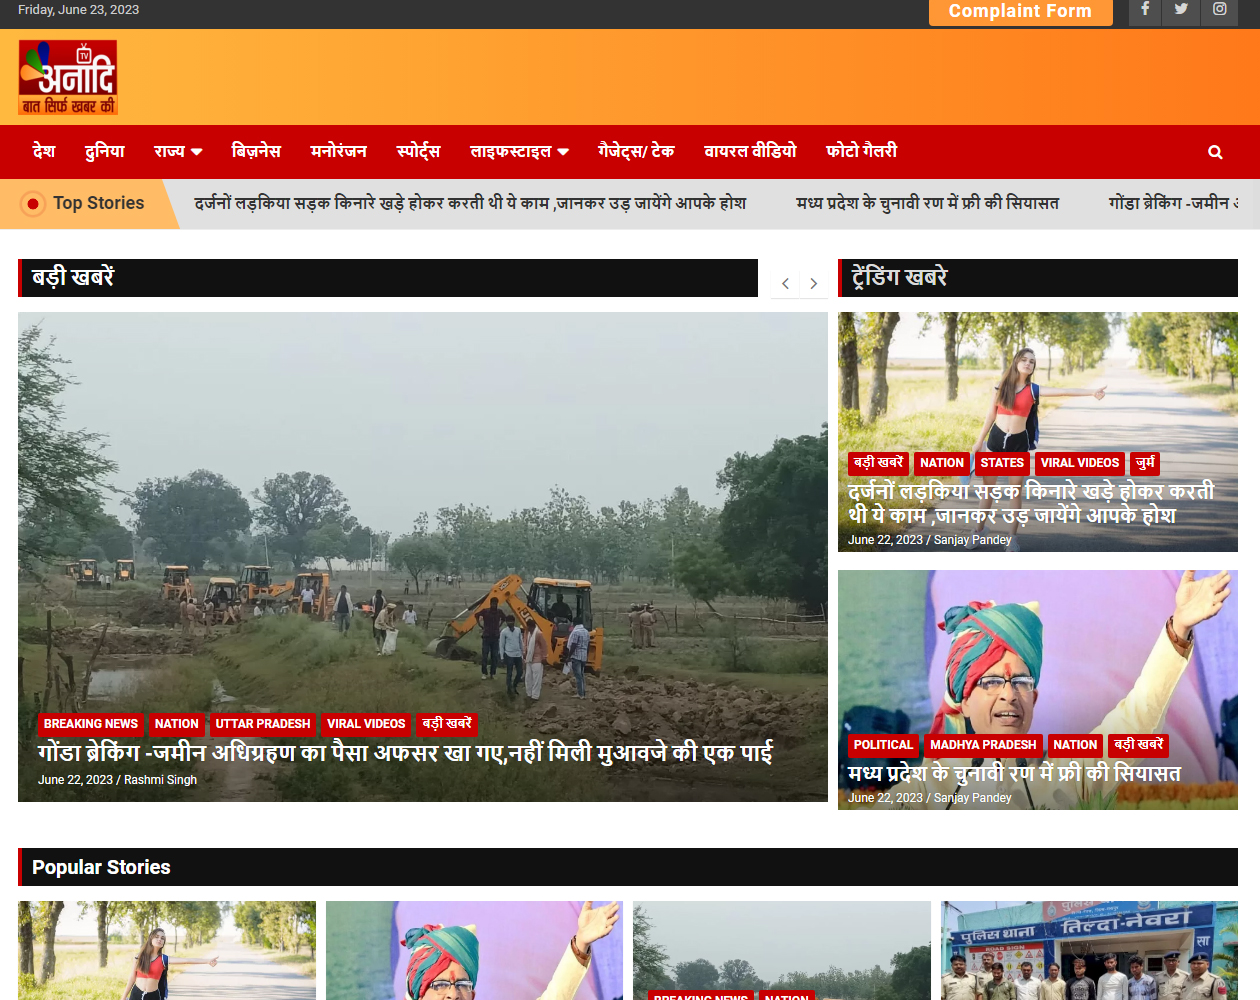 Friday, June 23, 2023
Complaint Form
TV
अनादि
बात सिर्फ खबर की
देश दुनिया राज्य बिज़नेस मनोरंजन स्पोर्ट्स लाइफस्टाइल गैजेट्स/ टेक वायरल वीडियो फोटो गैलरी
Top Stories दर्जनों लड़किया सड़क किनारे खड़े होकर करती थी ये काम ,जानकर उड़ जायेंगे आपके होश मध्य प्रदेश के चुनावी रण में फ्री की सियासत गोंडा ब्रेकिंग -जमीन
बड़ी खबरें
ट्रेंडिंग खबरे
बड़ी खबरें NATION STATES VIRAL VIDEOS जुर्म
दर्जनों लड़किया सड़क किनारे खड़े होकर करती
थी ये काम ,जानकर उड़ जायेंगे आपके होश
June 22, 2023 / Sanjay Pandey
BREAKING NEWS NATION UTTAR PRADESH VIRAL VIDEOS बड़ी खबरें
गोंडा ब्रेकिंग -जमीन अधिग्रहण का पैसा अफसर खा गए,नहीं मिली मुआवजे की एक पाई
June 22, 2023 / Rashmi Singh
POLITICAL MADHYA PRADESH NATION बड़ी खबरें
मध्य प्रदेश के चुनावी रण में फ्री की सियासत
June 22, 2023 / Sanjay Pandey
Popular Stories
पुलिस थाना तिल्दा-नेवरा
ROAD SIGN
BREAKING NEWS NATION